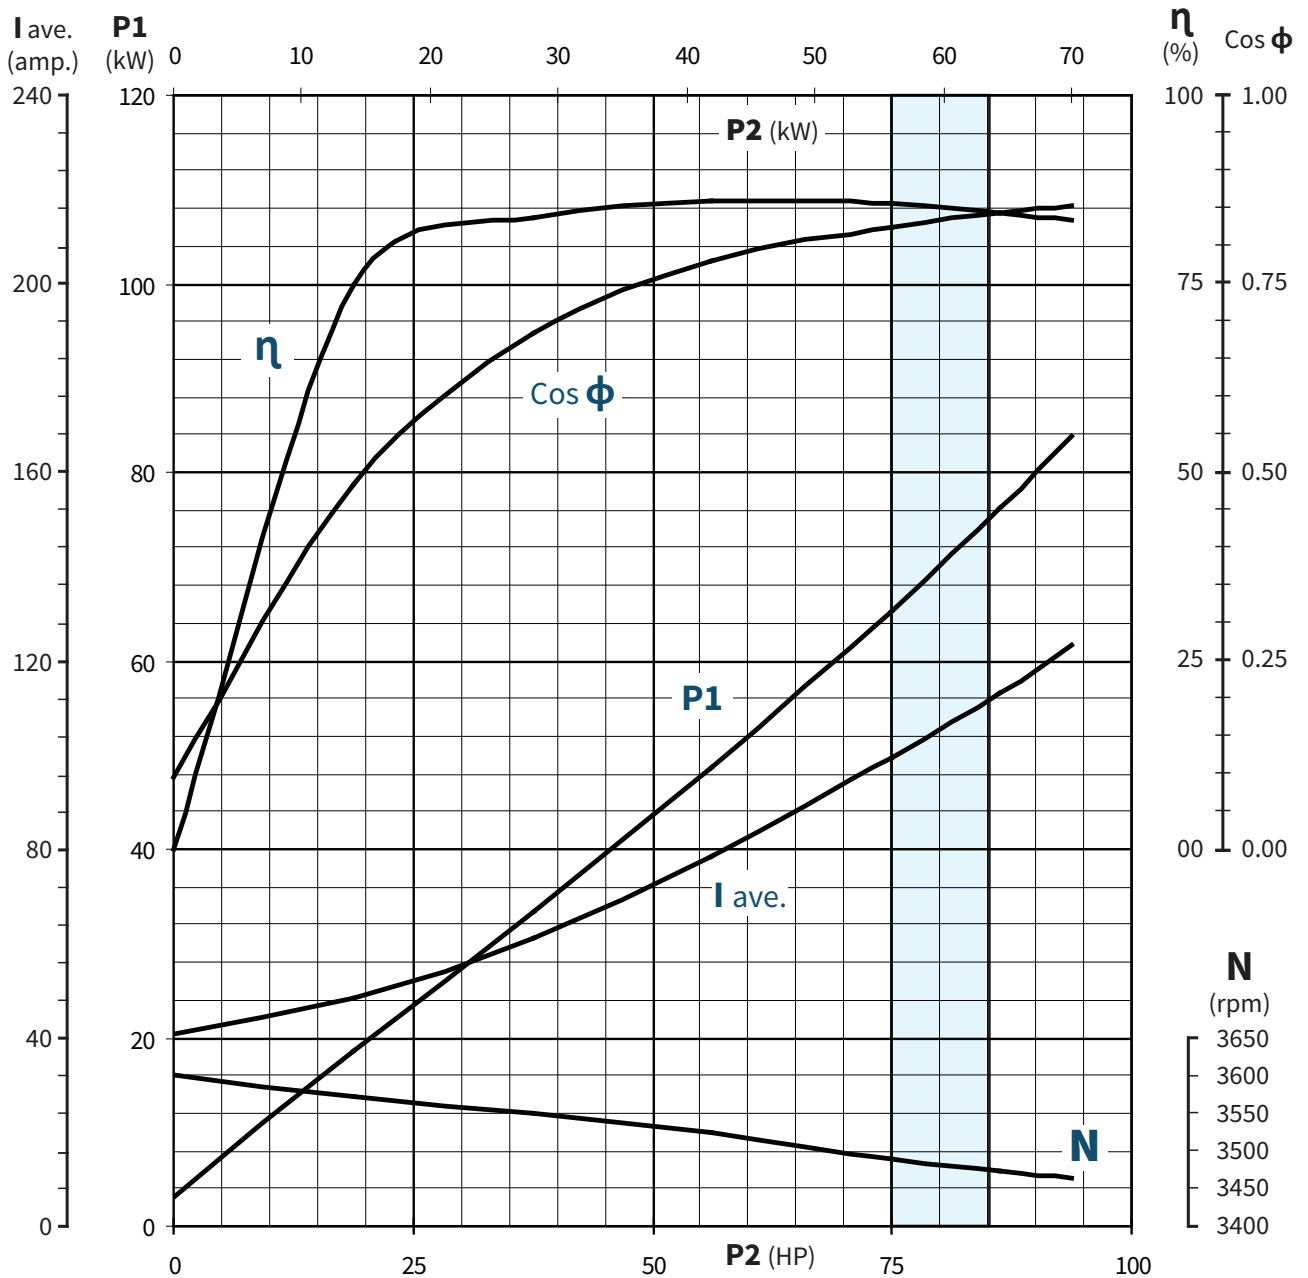 I ave.
(amp.)
P1
(kW)
0 10 20 30 40 50 60 70
η
(%)
Cos ϕ
240 120 100 1.00
P2 (kW)
200 100 75 0.75
η
Cos ϕ
160 80 50 0.50
120 60 25 0.25
P1
80 40 00 0.00
I ave.
N
(rpm)
40 20 3650
3600
3550
N
3500
3450
0 0 3400
0 25 50 75 100
P2 (HP)